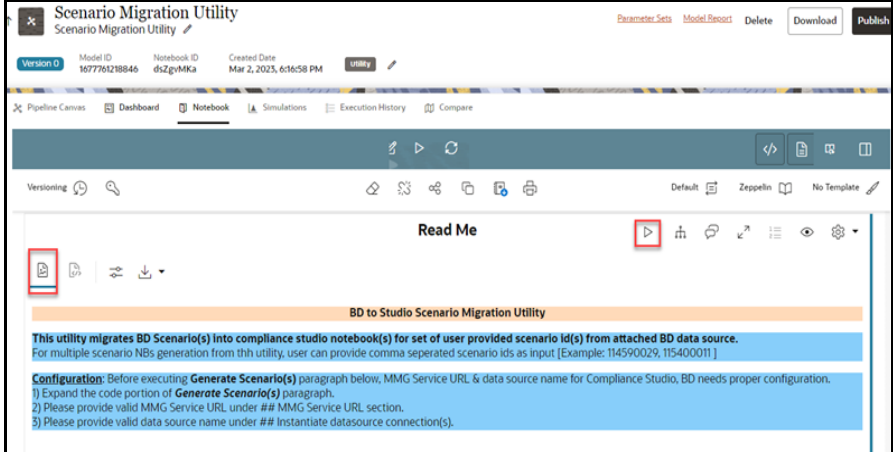 Scenario Migration Utility
Scenario Migration Utility
Parameter Sets Model Report Delete Download Publish
Version 0
Model ID
1677761218846
Notebook ID
dsZgvMKa
Created Date
Mar 2, 2023, 6:16:58 PM
Utility
Pipeline Canvas Dashboard Notebook Simulations Execution History Compare
Versioning Default Zeppelin No Template
Read Me
BD to Studio Scenario Migration Utility
This utility migrates BD Scenario(s) into compliance studio notebook(s) for set of user provided scenario id(s) from attached BD data source.
For multiple scenario NBs generation from thh utility, user can provide comma seperated scenario ids as input [Example: 114590029, 115400011 ]
Configuration: Before executing Generate Scenario(s) paragraph below, MMG Service URL & data source name for Compliance Studio, BD needs proper configuration.
1) Expand the code portion of Generate Scenario(s) paragraph.
2) Please provide valid MMG Service URL under ## MMG Service URL section.
3) Please provide valid data source name under ## Instantiate datasource connection(s).